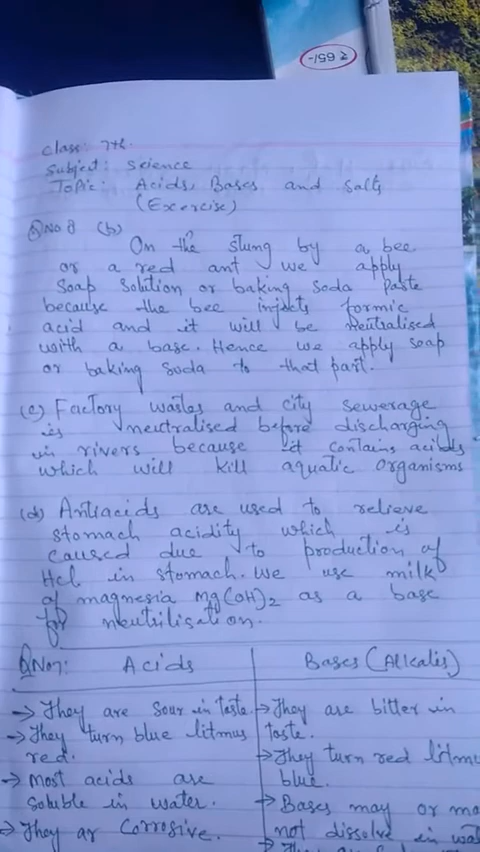 ₹ 65/-
Class: 7th.
Subject: Science
Topic: Acids, Bases and Salts
(Exercise)
Q No 8 (b)
On the stung by a bee
or a red ant we apply
Soap Solution or baking Soda paste
because the bee injects formic
acid and it will be neutralised
with a base. Hence we apply soap
or baking soda to that part.
(c) Factory wastes and city sewerage
is neutralised before discharging
in rivers because it contains acids
which will kill aquatic organisms
(d) Antiacids are used to relieve
stomach acidity which is
caused due to production of
Hcl in stomach. We use milk
of magnesia Mg(OH)2 as a base
for neutrilisation.
Q No 7: Acids
→ They are sour in taste
→ They turn blue litmus
red.
→ Most acids are
soluble in water.
→ They ar corrosive.
Bases (Alkalis)
→ They are bitter in
taste.
→ They turn red litmu
blue.
→ Bases may or ma
not dissolve in wa